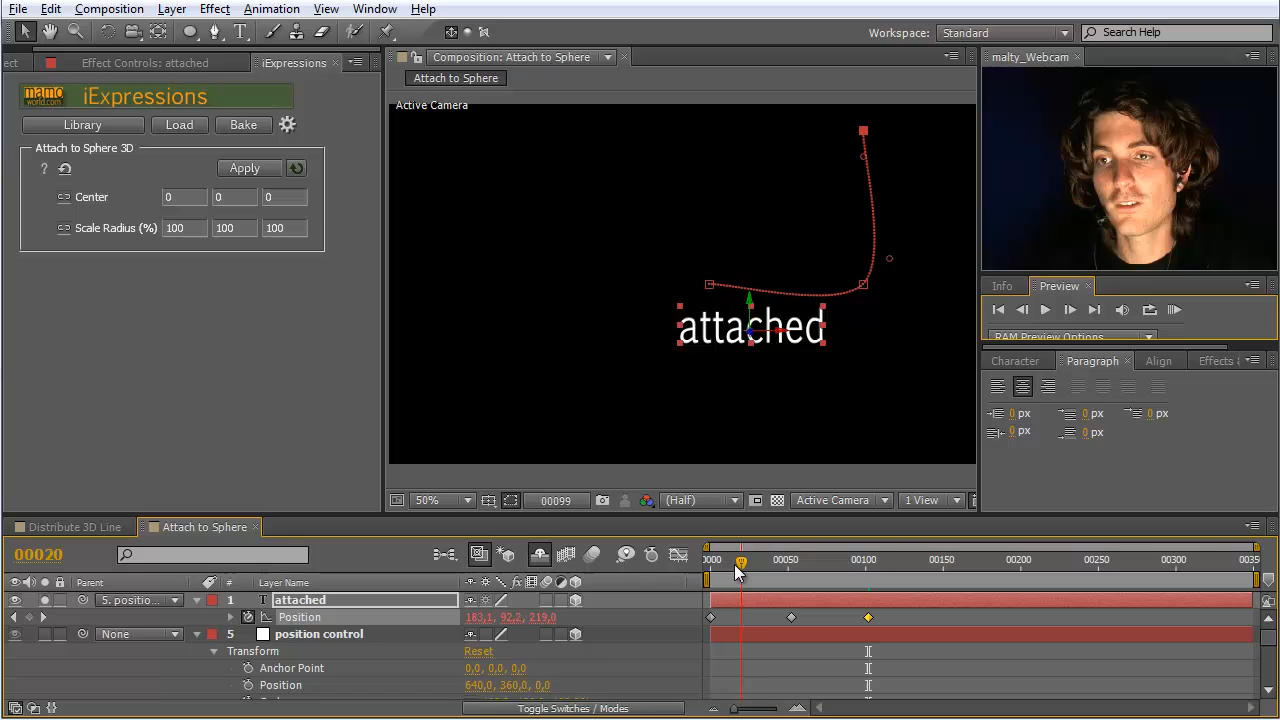 File Edit Composition Layer Effect Animation View Window Help
Workspace: Standard Search Help
ect Effect Controls: attached iExpressions
Composition: Attach to Sphere
malty_Webcam
Attach to Sphere
mamo world.com iExpressions
Active Camera
Library Load Bake
Attach to Sphere 3D
? Apply
Center 0 0 0
Scale Radius (%) 100 100 100
attached
Info Preview
RAM Preview Options
Character Paragraph Align Effects &
0 px 0 px 0 px
0 px 0 px
50% 00099 (Half) Active Camera 1 View
Distribute 3D Line Attach to Sphere
00020
0000 00050 00100 00150 00200 00250 00300 0035
Parent # Layer Name
5. positio... 1 T attached
Position 183,1, 92,2, 219,0
None 5 position control
Transform Reset
Anchor Point 0,0, 0,0, 0,0
Position 640,0, 360,0, 0,0
Toggle Switches / Modes